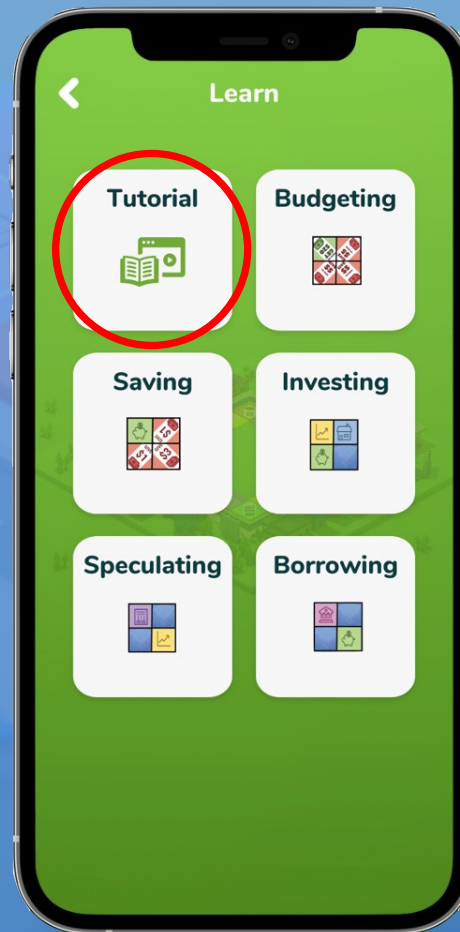 Learn
Tutorial
Budgeting
Saving
Investing
Speculating
Borrowing